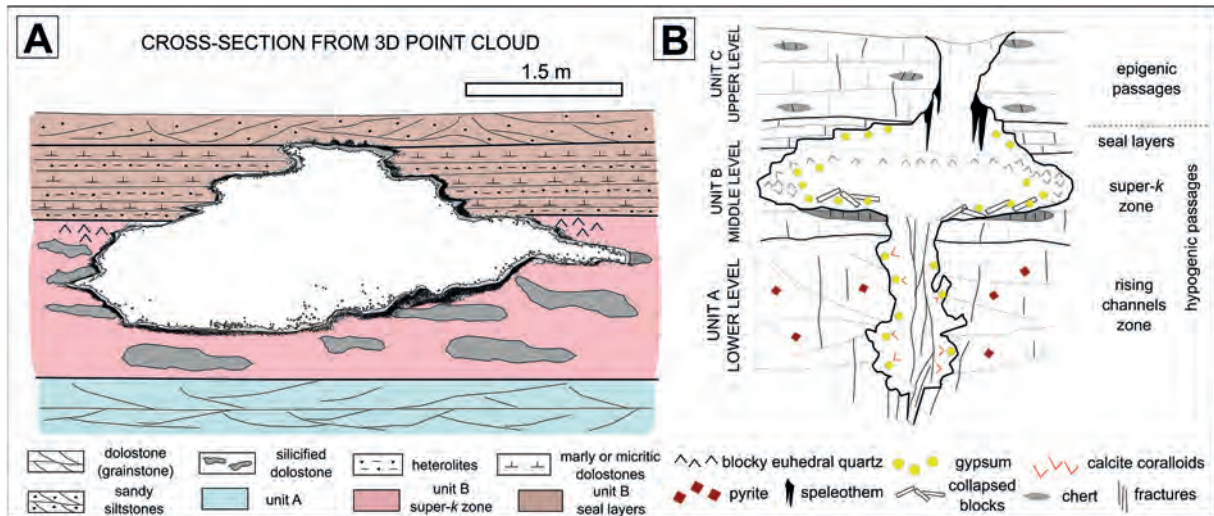 A
CROSS-SECTION FROM 3D POINT CLOUD
1.5 m
dolostone
(grainstone)
silicified
dolostone
heterolites
marly or micritic
dolostones
sandy
siltstones
unit A
unit B
super-k zone
unit B
seal layers
B
UNIT C
UPPER LEVEL
UNIT B
MIDDLE LEVEL
UNIT A
LOWER LEVEL
epigenic
passages
seal layers
super-k
zone
rising
channels
zone
hypogenic passages
blocky euhedral quartz
gypsum
calcite coralloids
pyrite
speleothem
collapsed
blocks
chert
fractures